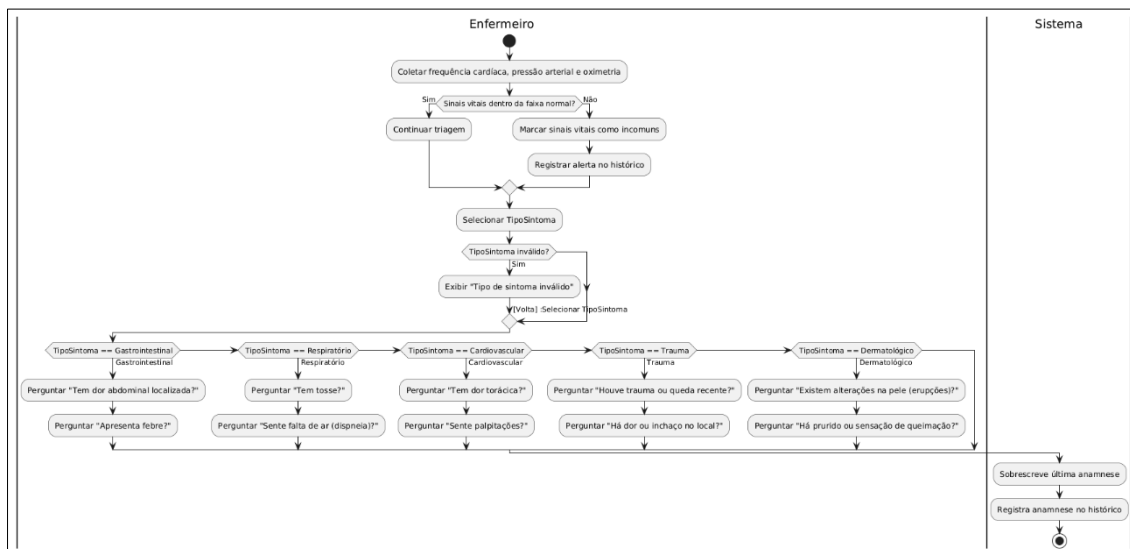 Enfermeiro
Sistema
Coletar frequência cardíaca, pressão arterial e oximetria
Sim
Sinais vitais dentro da faixa normal?
Não
Continuar triagem
Marcar sinais vitais como incomuns
Registrar alerta no histórico
Selecionar TipoSintoma
TipoSintoma inválido?
Sim
Exibir "Tipo de sintoma inválido"
[Volta] :Selecionar TipoSintoma
TipoSintoma == Gastrointestinal
TipoSintoma == Respiratório
TipoSintoma == Cardiovascular
TipoSintoma == Trauma
TipoSintoma == Dermatológico
Gastrointestinal
Respiratório
Cardiovascular
Trauma
Dermatológico
Perguntar "Tem dor abdominal localizada?"
Perguntar "Tem tosse?"
Perguntar "Tem dor torácica?"
Perguntar "Houve trauma ou queda recente?"
Perguntar "Existem alterações na pele (erupções)?"
Perguntar "Apresenta febre?"
Perguntar "Sente falta de ar (dispneia)?"
Perguntar "Sente palpitações?"
Perguntar "Há dor ou inchaço no local?"
Perguntar "Há prurido ou sensação de queimação?"
Sobrescreve última anamnese
Registra anamnese no histórico